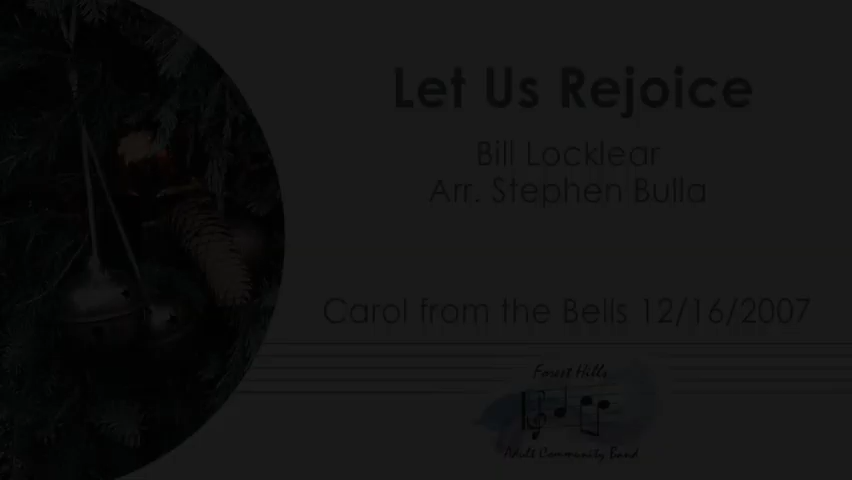 Let Us Rejoice
Bill Locklear
Arr. Stephen Bulla
Carol from the Bells 12/16/2007
Forest Hills
Adult Community Band